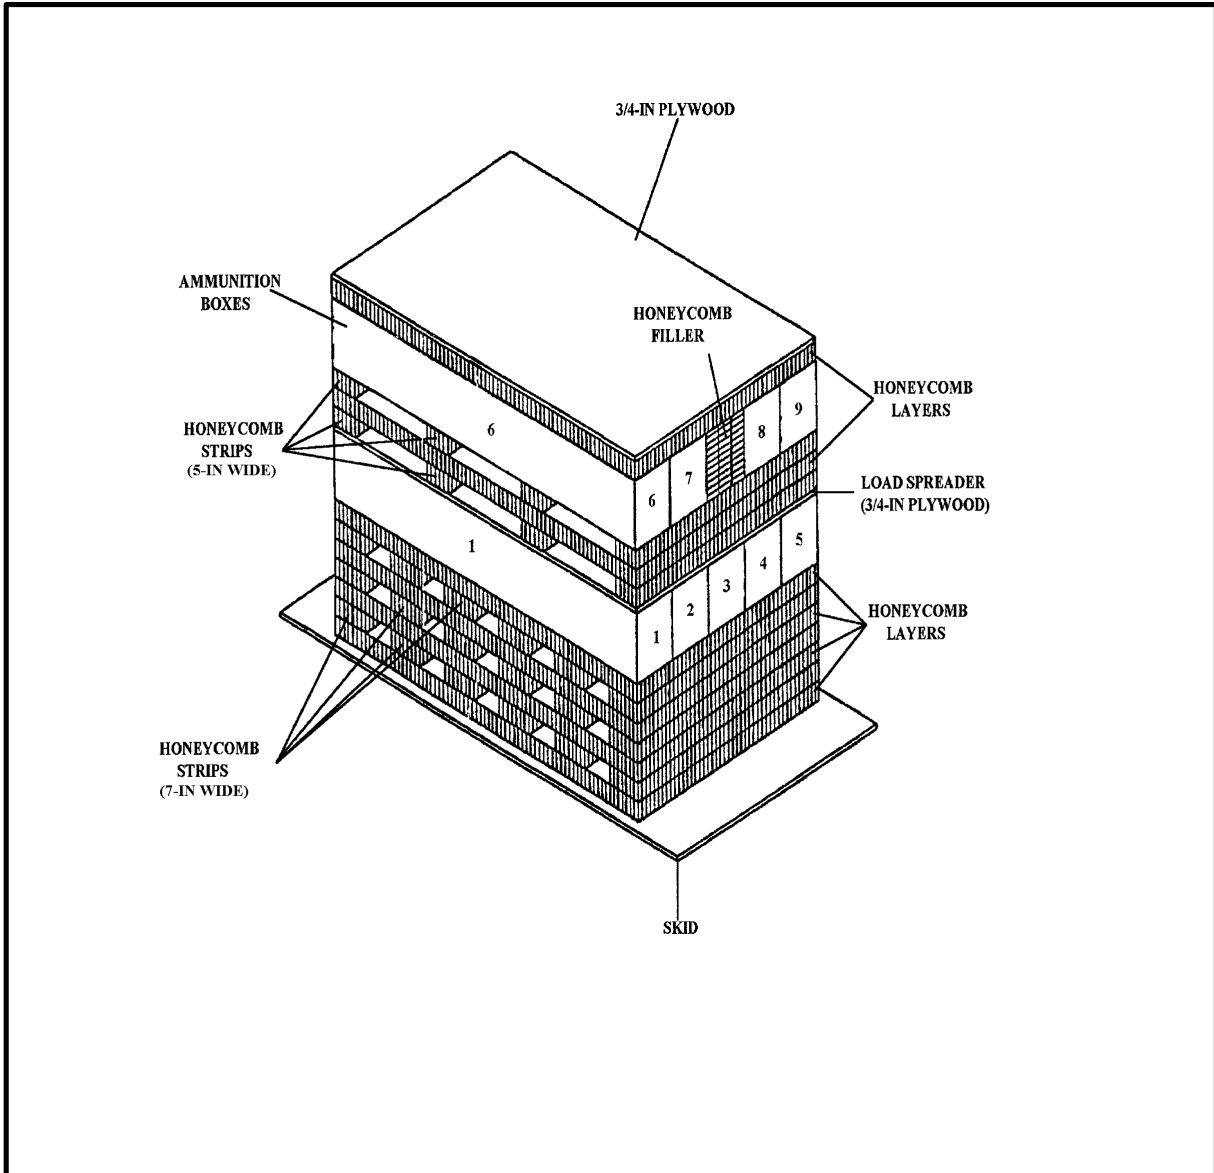 3/4-IN PLYWOOD
AMMUNITION
BOXES
HONEYCOMB
FILLER
HONEYCOMB
LAYERS
9
8
7
6
6
HONEYCOMB
STRIPS
(5-IN WIDE)
LOAD SPREADER
(3/4-IN PLYWOOD)
1
5
4
3
2
1
HONEYCOMB
LAYERS
HONEYCOMB
STRIPS
(7-IN WIDE)
SKID